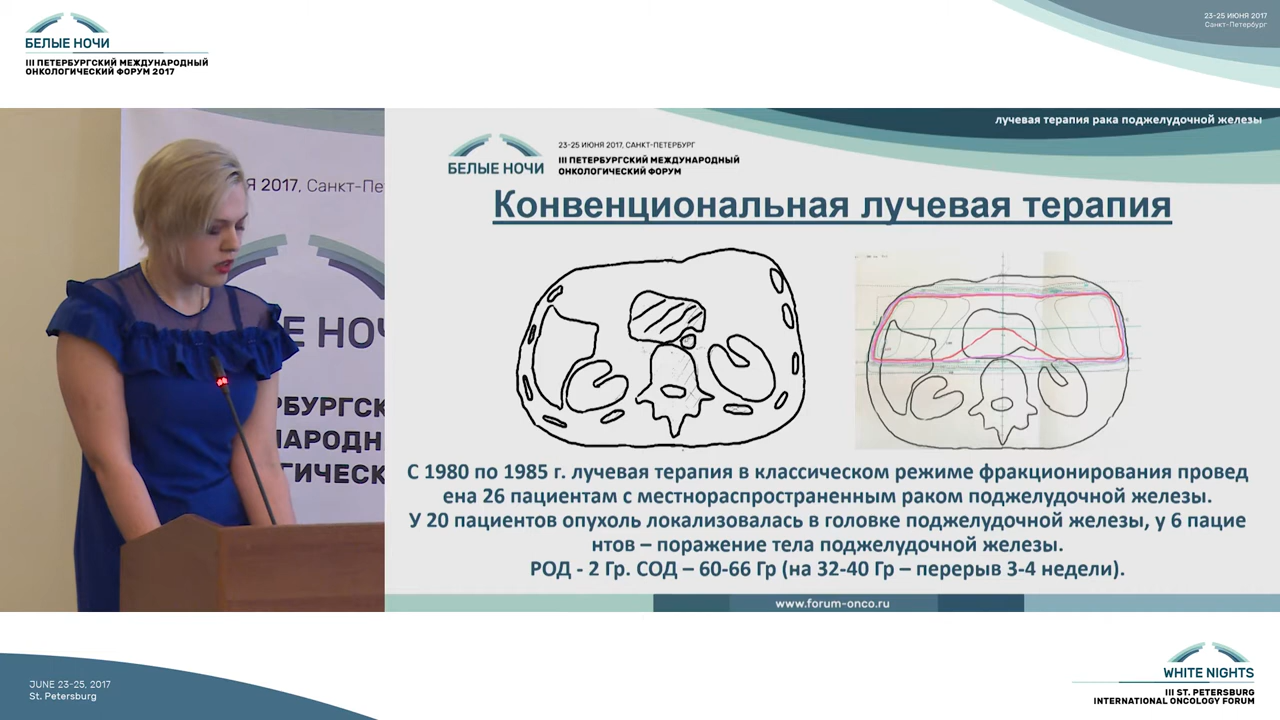 23-25 ИЮНЯ 2017
Санкт-Петербург
БЕЛЫЕ НОЧИ
III ПЕТЕРБУРГСКИЙ МЕЖДУНАРОДНЫЙ
ОНКОЛОГИЧЕСКИЙ ФОРУМ 2017
Я 2017, Санкт-Пе
Е НО
РБУРГСК
АРОДН
ГИЧЕСК
лучевая терапия рака поджелудочной железы
БЕЛЫЕ НОЧИ
23-25 ИЮНЯ 2017, САНКТ-ПЕТЕРБУРГ
III ПЕТЕРБУРГСКИЙ МЕЖДУНАРОДНЫЙ
ОНКОЛОГИЧЕСКИЙ ФОРУМ
Конвенциональная лучевая терапия
С 1980 по 1985 г. лучевая терапия в классическом режиме фракционирования провед
ена 26 пациентам с местнораспространенным раком поджелудочной железы.
У 20 пациентов опухоль локализовалась в головке поджелудочной железы, у 6 пацие
нтов – поражение тела поджелудочной железы.
РОД - 2 Гр. СОД – 60-66 Гр (на 32-40 Гр – перерыв 3-4 недели).
www.forum-onco.ru
JUNE 23-25, 2017
St. Petersburg
WHITE NIGHTS
III ST. PETERSBURG
INTERNATIONAL ONCOLOGY FORUM